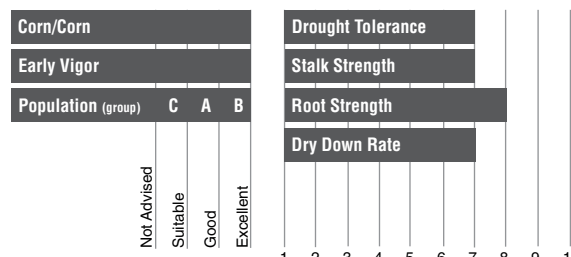 Corn/Corn
Early Vigor
Population (group) C A B
Not Advised
Suitable
Good
Excellent
Drought Tolerance
Stalk Strength
Root Strength
Dry Down Rate
1 2 3 4 5 6 7 8 9 1